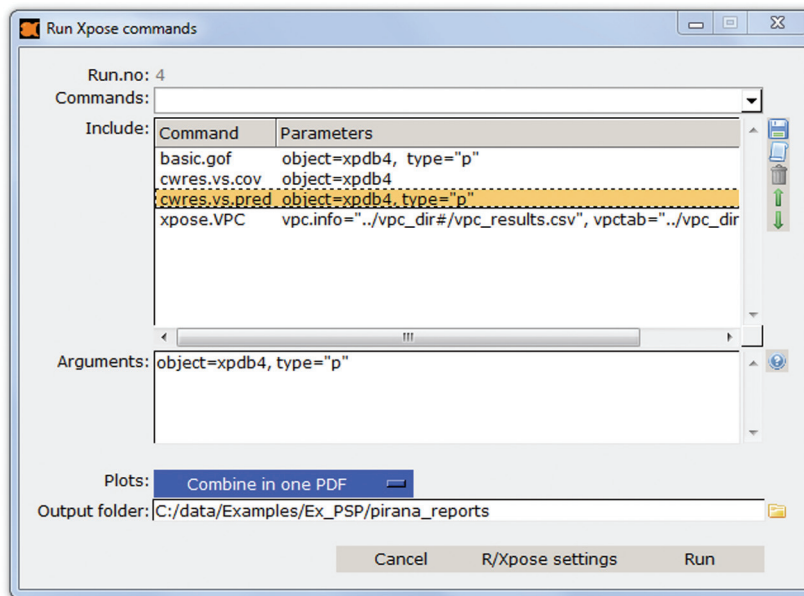 Run Xpose commands
Run.no: 4
Commands:
Include: Command Parameters
basic.gof object=xpdb4, type="p"
cwres.vs.cov object=xpdb4
cwres.vs.pred object=xpdb4, type="p"
xpose.VPC vpc.info="../vpc_dir#/vpc_results.csv", vpctab="../vpc_dir
Arguments: object=xpdb4, type="p"
Plots: Combine in one PDF
Output folder: C:/data/Examples/Ex_PSP/pirana_reports
Cancel R/Xpose settings Run